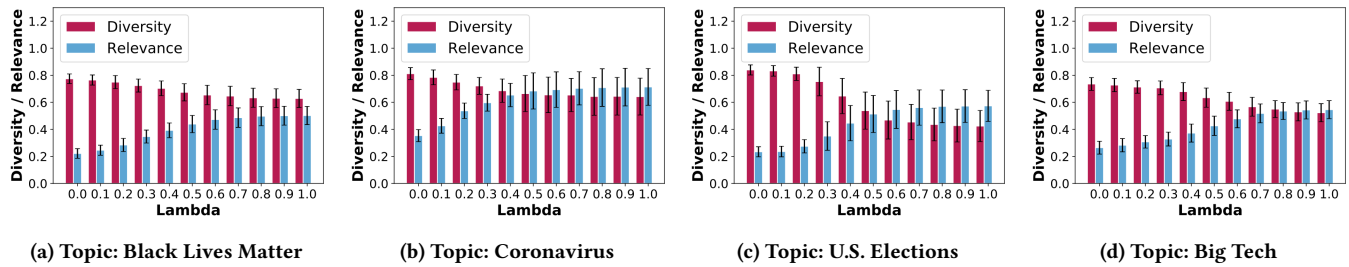 Diversity / Relevance
1.2
1.0
0.8
0.6
0.4
0.2
0.0
Diversity
Relevance
0.0 0.1 0.2 0.3 0.4 0.5 0.6 0.7 0.8 0.9 1.0
Lambda
(a) Topic: Black Lives Matter
Diversity / Relevance
1.2
1.0
0.8
0.6
0.4
0.2
0.0
Diversity
Relevance
0.0 0.1 0.2 0.3 0.4 0.5 0.6 0.7 0.8 0.9 1.0
Lambda
(b) Topic: Coronavirus
Diversity / Relevance
1.2
1.0
0.8
0.6
0.4
0.2
0.0
Diversity
Relevance
0.0 0.1 0.2 0.3 0.4 0.5 0.6 0.7 0.8 0.9 1.0
Lambda
(c) Topic: U.S. Elections
Diversity / Relevance
1.2
1.0
0.8
0.6
0.4
0.2
0.0
Diversity
Relevance
0.0 0.1 0.2 0.3 0.4 0.5 0.6 0.7 0.8 0.9 1.0
Lambda
(d) Topic: Big Tech